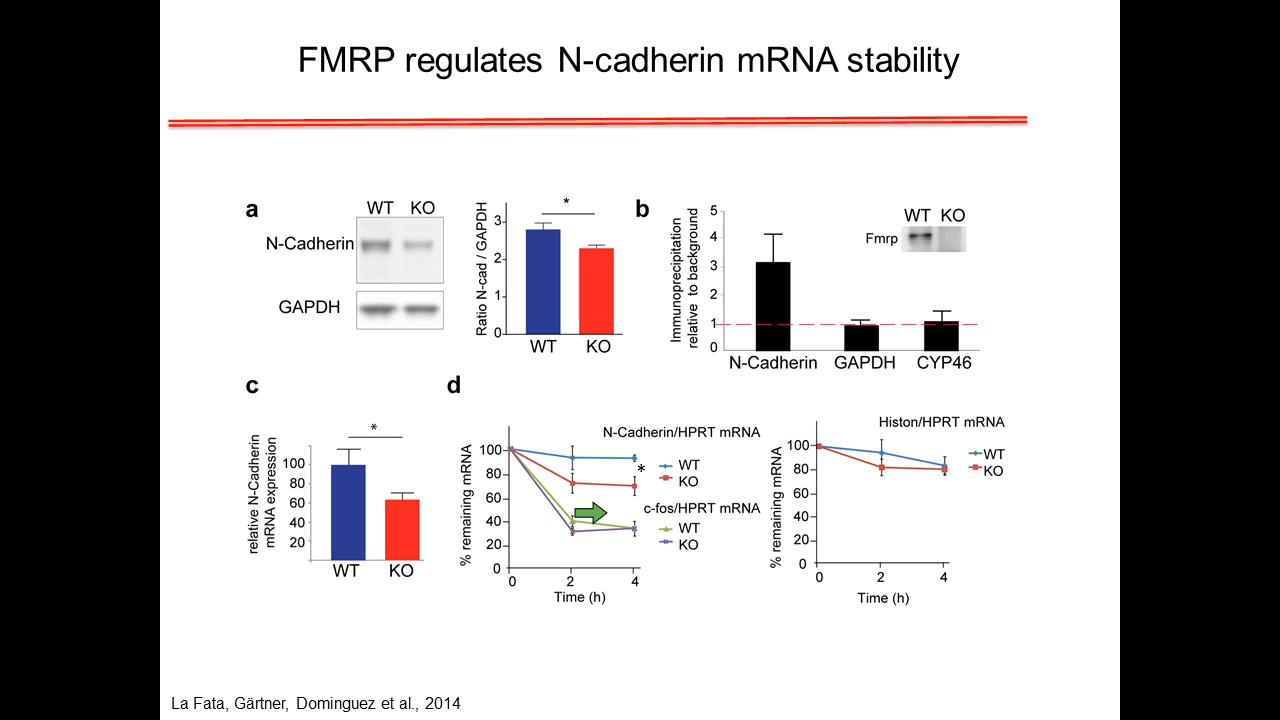 FMRP regulates N-cadherin mRNA stability
a
WT KO
N-Cadherin
GAPDH
Ratio N-cad / GAPDH
3
2
1
0
*
WT KO
b
Immunoprecipitation
relative to background
5
4
3
2
1
0
WT KO
Fmrp
N-Cadherin GAPDH CYP46
c
relative N-Cadherin
mRNA expression
100
80
60
40
20
*
WT KO
d
% remaining mRNA
100
80
60
40
20
0
0 2 4
Time (h)
N-Cadherin/HPRT mRNA
WT
KO
*
c-fos/HPRT mRNA
WT
KO
Histon/HPRT mRNA
WT
KO
% remaining mRNA
100
80
60
40
20
0
0 2 4
Time (h)
La Fata, Gärtner, Dominguez et al., 2014